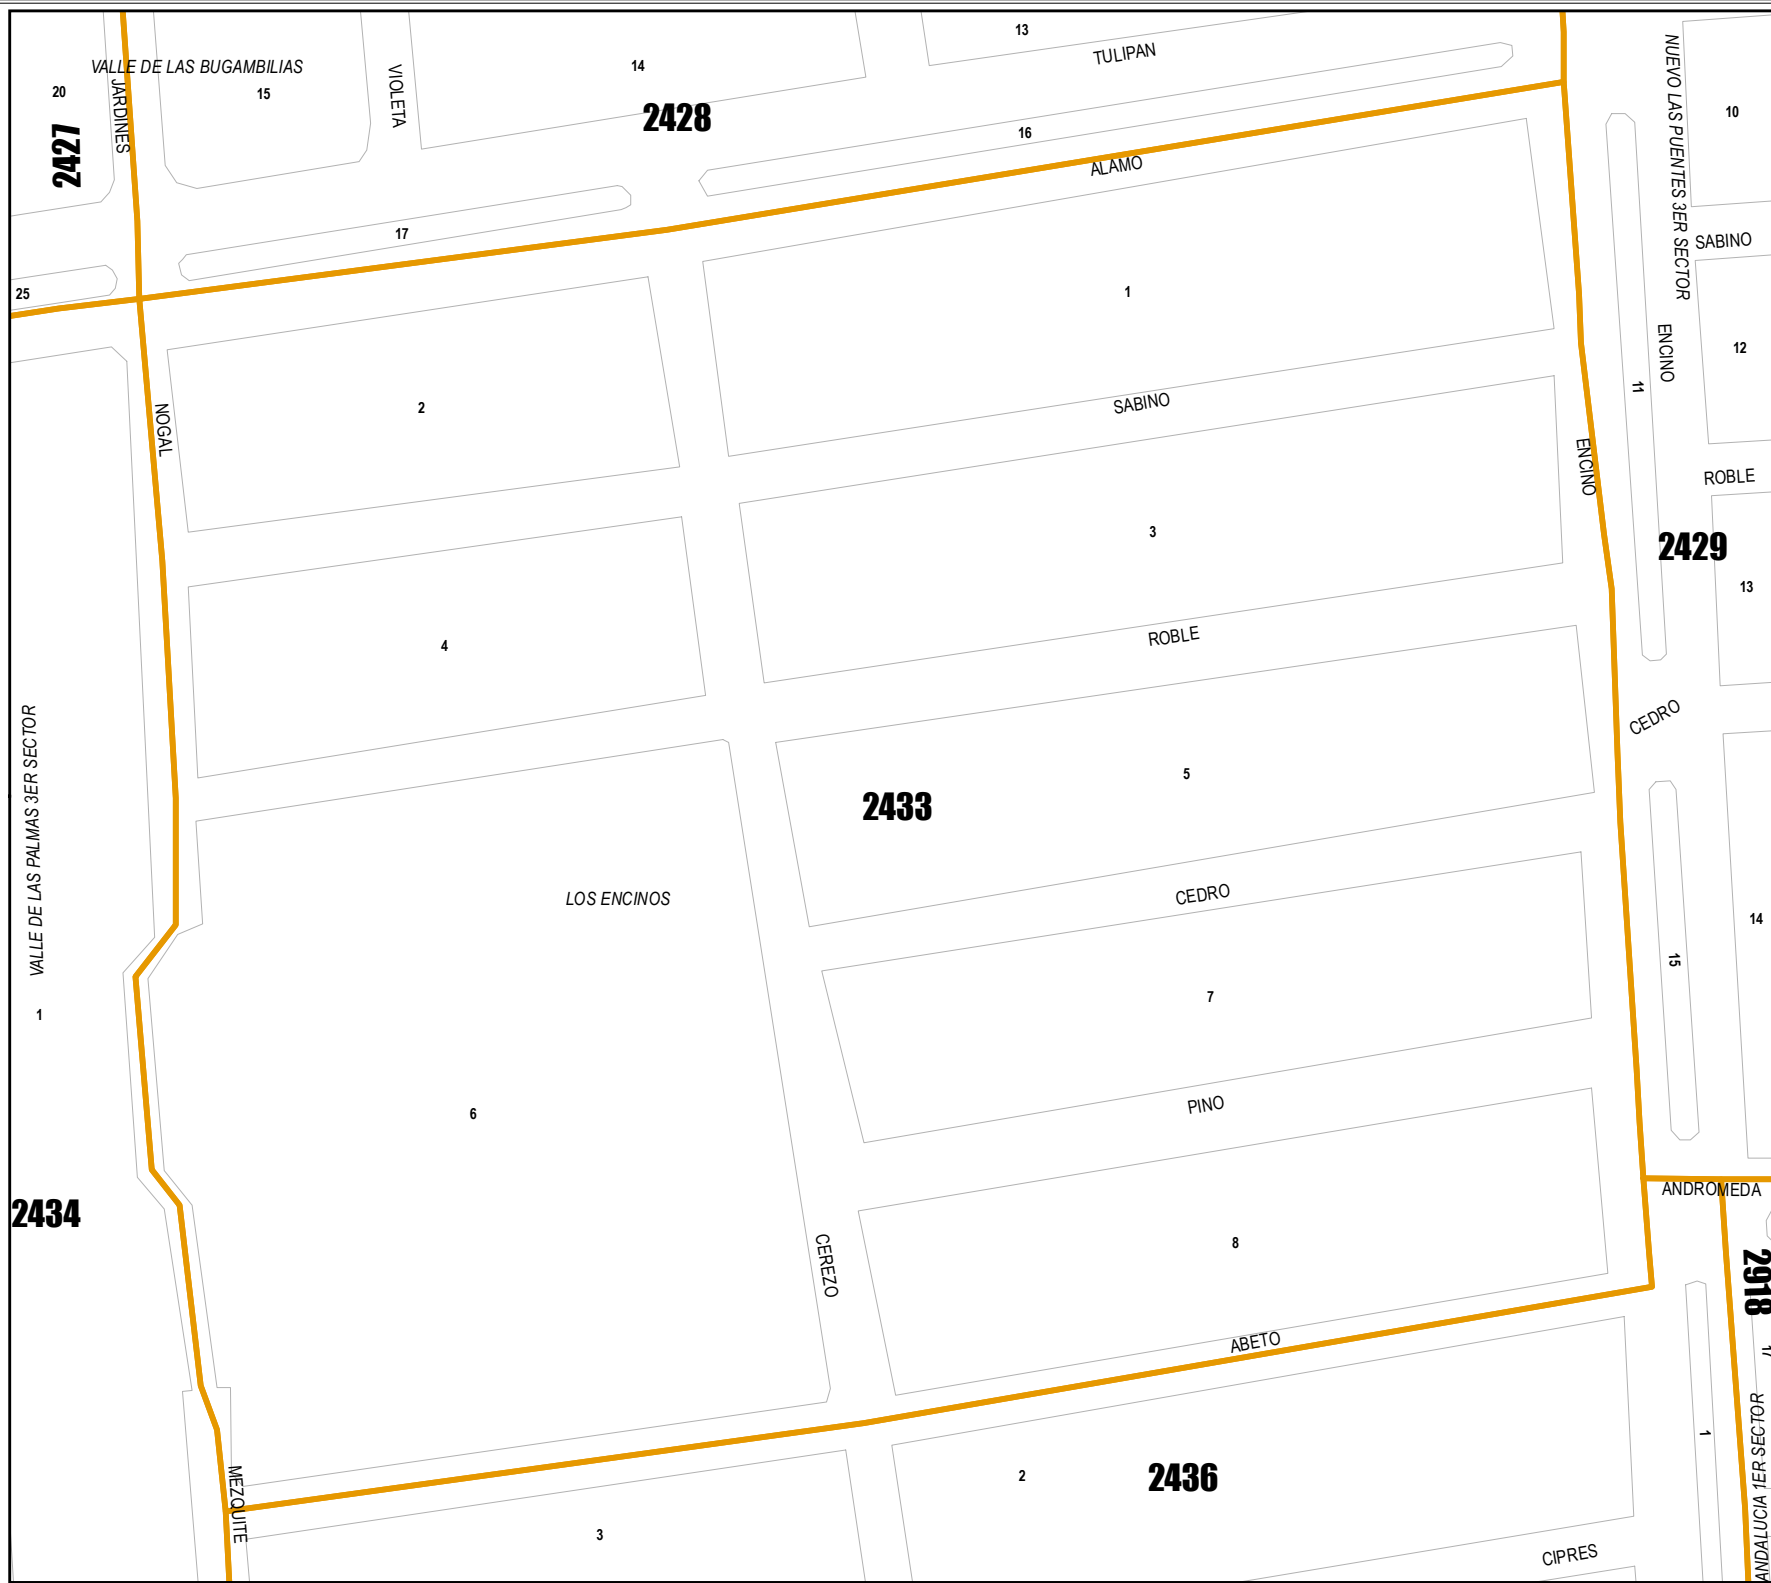 13
TULIPAN
14
VALLE DE LAS BUGAMBILIAS
20
15
JARDINES
VIOLETA
2427
2428
16
ALAMO
NUEVO LAS PUENTES 3ER SECTOR
10
17
SABINO
25
1
ENCINO
12
11
2
SABINO
NOGAL
ENCINO
ROBLE
3
2429
13
4
ROBLE
CEDRO
VALLE DE LAS PALMAS 3ER SECTOR
5
2433
LOS ENCINOS
CEDRO
14
15
7
1
6
PINO
ANDROMEDA
2434
8
CEREZO
2918
ABETO
17
1
ANDALUCIA 1ER SECTOR
2
2436
MEZQUITE
3
CIPRES